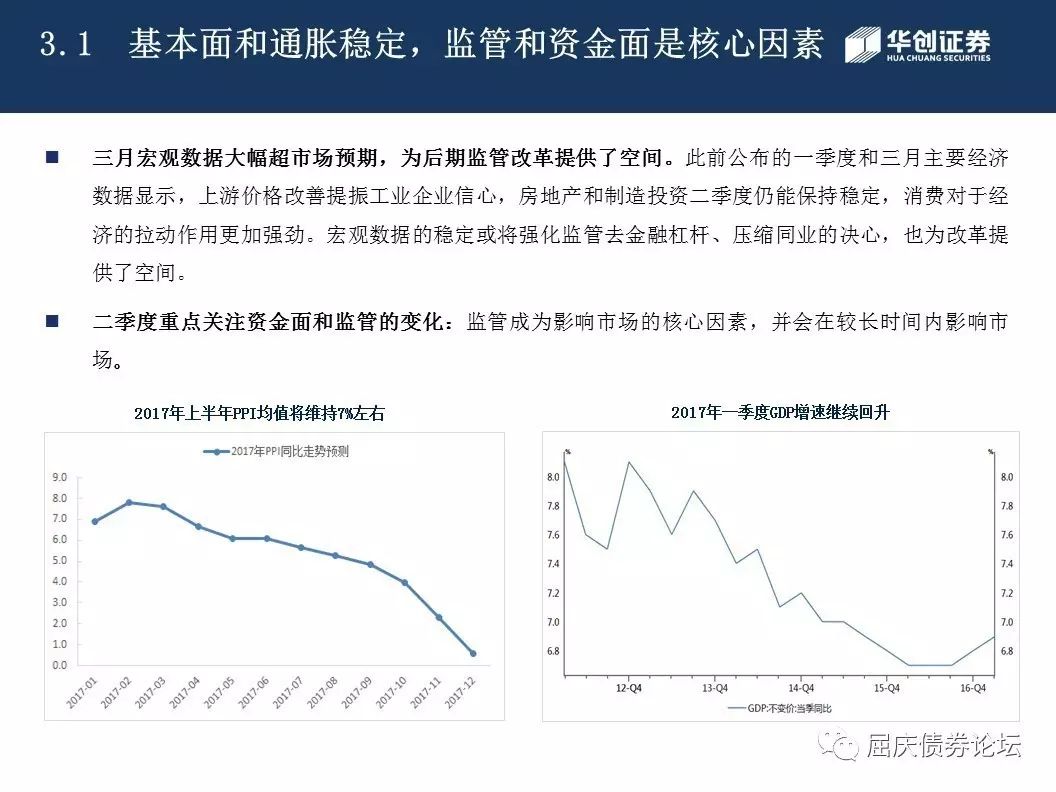 3.1 基本面和通胀稳定，监管和资金面是核心因素
华创证券
HUA CHUANG SECURITIES
三月宏观数据大幅超市场预期，为后期监管改革提供了空间。此前公布的一季度和三月主要经济
数据显示，上游价格改善提振工业企业信心，房地产和制造投资二季度仍能保持稳定，消费对于经
济的拉动作用更加强劲。宏观数据的稳定或将强化监管去金融杠杆、压缩同业的决心，也为改革提
供了空间。
二季度重点关注资金面和监管的变化：监管成为影响市场的核心因素，并会在较长时间内影响市
场。
2017年上半年PPI均值将维持7%左右
2017年PPI同比走势预测
9.0
8.0
7.0
6.0
5.0
4.0
3.0
2.0
1.0
0.0
2017-01 2017-02 2017-03 2017-04 2017-05 2017-06 2017-07 2017-08 2017-09 2017-10 2017-11 2017-12
2017年一季度GDP增速继续回升
% %
8.0 8.0
7.8 7.8
7.6 7.6
7.4 7.4
7.2 7.2
7.0 7.0
6.8 6.8
12-Q4 13-Q4 14-Q4 15-Q4 16-Q4
GDP:不变价:当季同比
屈庆债券论坛